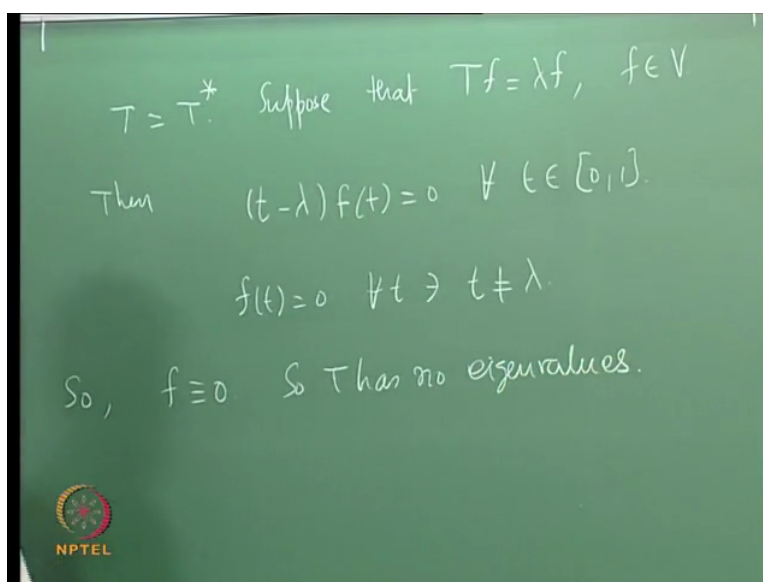 T = T*. Suppose that Tf = λf, f ∈ V
Then (t-λ) f(t) = 0 ∀ t ∈ [0,1].
f(t) = 0 ∀ t ∋ t ≠ λ.
So, f ≡ 0. So T has no eigenvalues.
NPTEL